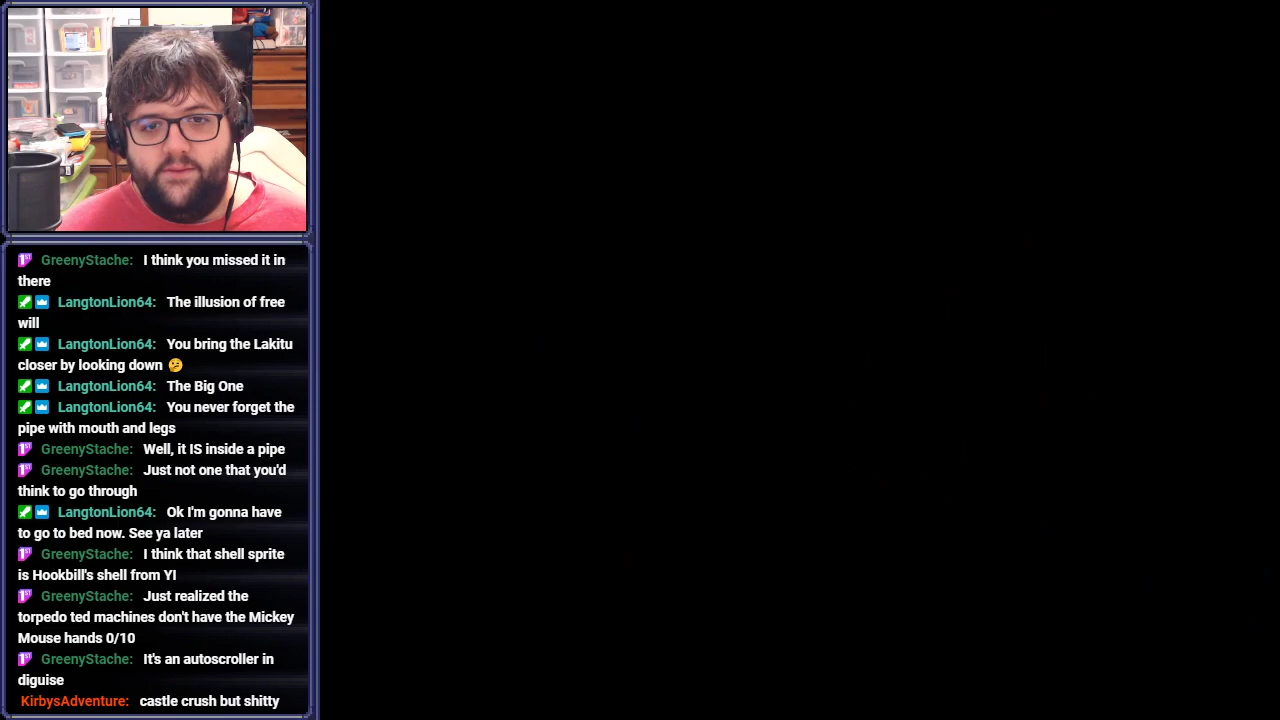 GreenyStache: I think you missed it in
there
LangtonLion64: The illusion of free
will
LangtonLion64: You bring the Lakitu
closer by looking down 🤔
LangtonLion64: The Big One
LangtonLion64: You never forget the
pipe with mouth and legs
GreenyStache: Well, it IS inside a pipe
GreenyStache: Just not one that you'd
think to go through
LangtonLion64: Ok I'm gonna have
to go to bed now. See ya later
GreenyStache: I think that shell sprite
is Hookbill's shell from YI
GreenyStache: Just realized the
torpedo ted machines don't have the Mickey
Mouse hands 0/10
GreenyStache: It's an autoscroller in
diguise
KirbysAdventure: castle crush but shitty